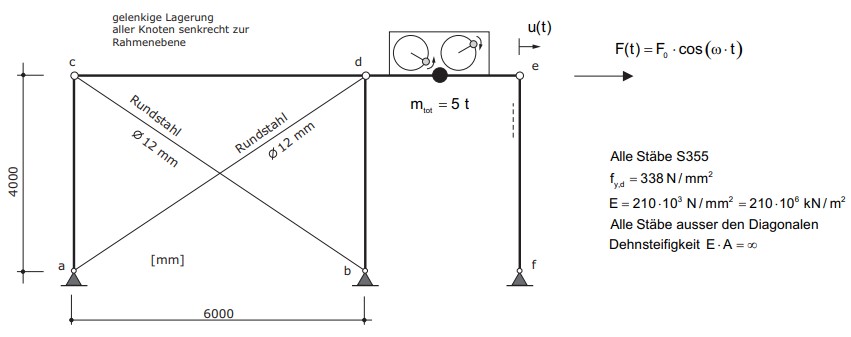 gelenkige Lagerung
aller Knoten senkrecht zur
Rahmenebene
u(t)
F(t) = F₀ · cos(ω · t)
c
d
e
m_tot = 5 t
Rundstahl
Ø 12 mm
Rundstahl
Ø 12 mm
4000
Alle Stäbe S355
f_y,d = 338 N / mm²
E = 210 · 10³ N / mm² = 210 · 10⁶ kN / m²
Alle Stäbe ausser den Diagonalen
Dehnsteifigkeit E · A = ∞
a
[mm]
b
f
6000